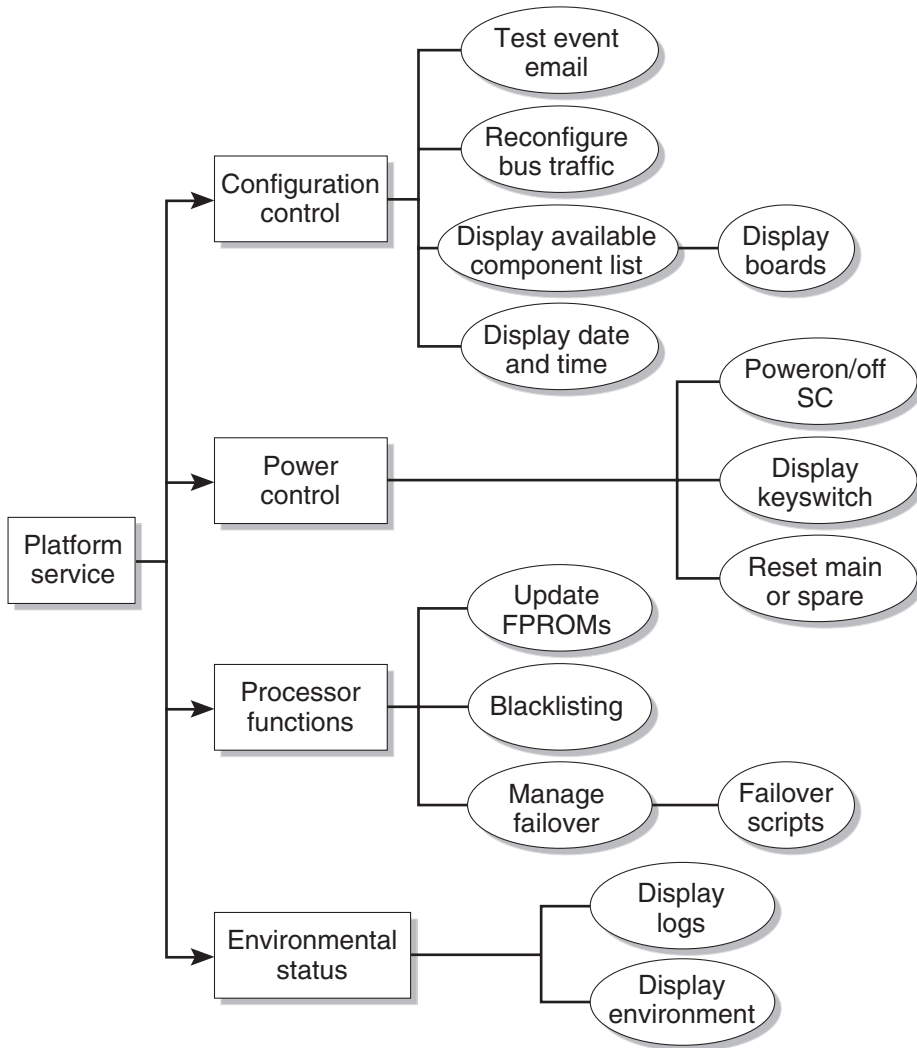 Test event
email
Reconfigure
bus traffic
Configuration
control
Display available
component list
Display
boards
Display date
and time
Poweron/off
SC
Power
control
Display
keyswitch
Platform
service
Reset main
or spare
Update
FPROMs
Processor
functions
Blacklisting
Manage
failover
Failover
scripts
Display
logs
Environmental
status
Display
environment